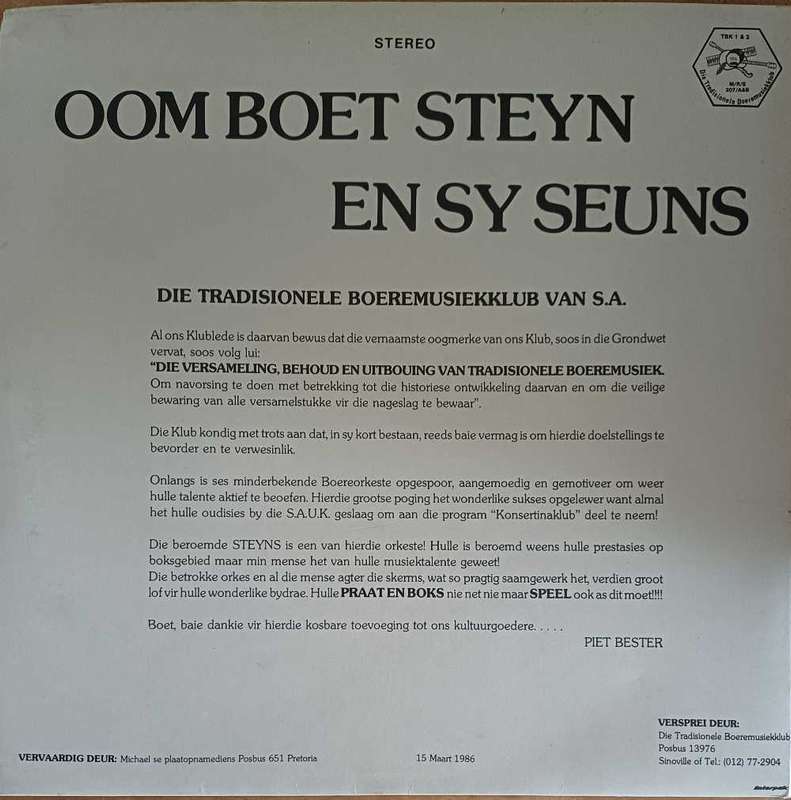 STEREO
TBK 1 & 2
M/P/S
207/A&B
Die Tradisionele Boeremusiekklub
OOM BOET STEYN
EN SY SEUNS
DIE TRADISIONELE BOEREMUSIEKKLUB VAN S.A.
Al ons Klublede is daarvan bewus dat die vernaamste oogmerke van ons Klub, soos in die Grondwet
vervat, soos volg lui:
"DIE VERSAMELING, BEHOUD EN UITBOUING VAN TRADISIONELE BOEREMUSIEK.
Om navorsing te doen met betrekking tot die historiese ontwikkeling daarvan en om die veilige
bewaring van alle versamelstukke vir die nageslag te bewaar".
Die Klub kondig met trots aan dat, in sy kort bestaan, reeds baie vermag is om hierdie doelstellings te
bevorder en te verwesinlik.
Onlangs is ses minderbekende Boereorkeste opgespoor, aangemoedig en gemotiveer om weer
hulle talente aktief te beoefen. Hierdie grootse poging het wonderlike sukses opgelewer want almal
het hulle oudisies by die S.A.U.K. geslaag om aan die program "Konsertinaklub" deel te neem!
Die beroemde STEYNS is een van hierdie orkeste! Hulle is beroemd weens hulle prestasies op
boksgebied maar min mense het van hulle musiektalente geweet!
Die betrokke orkes en al die mense agter die skerms, wat so pragtig saamgewerk het, verdien groot
lof vir hulle wonderlike bydrae. Hulle PRAAT EN BOKS nie net nie maar SPEEL ook as dit moet!!!!
Boet, baie dankie vir hierdie kosbare toevoeging tot ons kultuurgoedere. . . . .
PIET BESTER
VERSPREI DEUR:
Die Tradisionele Boeremusiekklub
Posbus 13976
Sinoville of Tel.: (012) 77-2904
VERVAARDIG DEUR: Michael se plaatopnamediens Posbus 651 Pretoria
15 Maart 1986
Interpak